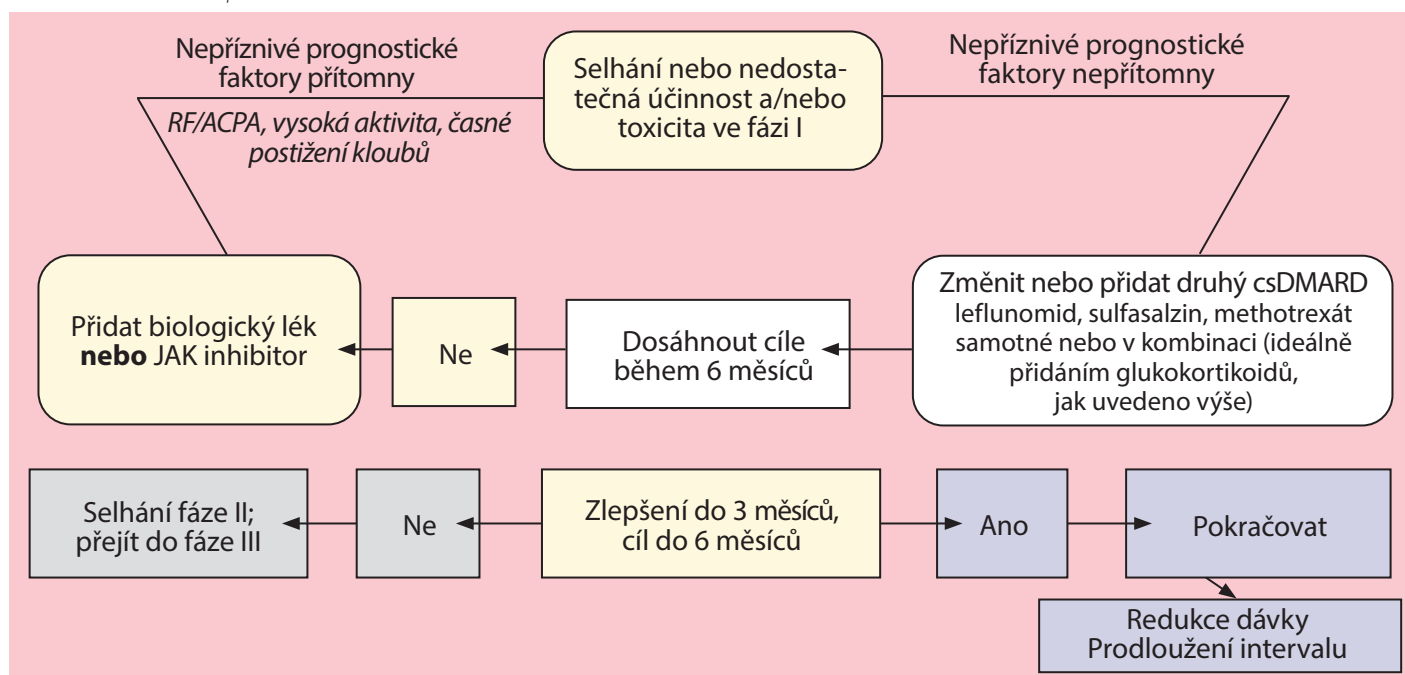 Nepříznivé prognostické
faktory přítomny
RF/ACPA, vysoká aktivita, časné
postižení kloubů
Selhání nebo nedosta-
tečná účinnost a/nebo
toxicita ve fázi I
Nepříznivé prognostické
faktory nepřítomny
Přidat biologický lék
nebo JAK inhibitor
Ne
Dosáhnout cíle
během 6 měsíců
Změnit nebo přidat druhý csDMARD
leflunomid, sulfasalzin, methotrexát
samotné nebo v kombinaci (ideálně
přidáním glukokortikoidů,
jak uvedeno výše)
Selhání fáze II;
přejít do fáze III
Ne
Zlepšení do 3 měsíců,
cíl do 6 měsíců
Ano
Pokračovat
Redukce dávky
Prodloužení intervalu